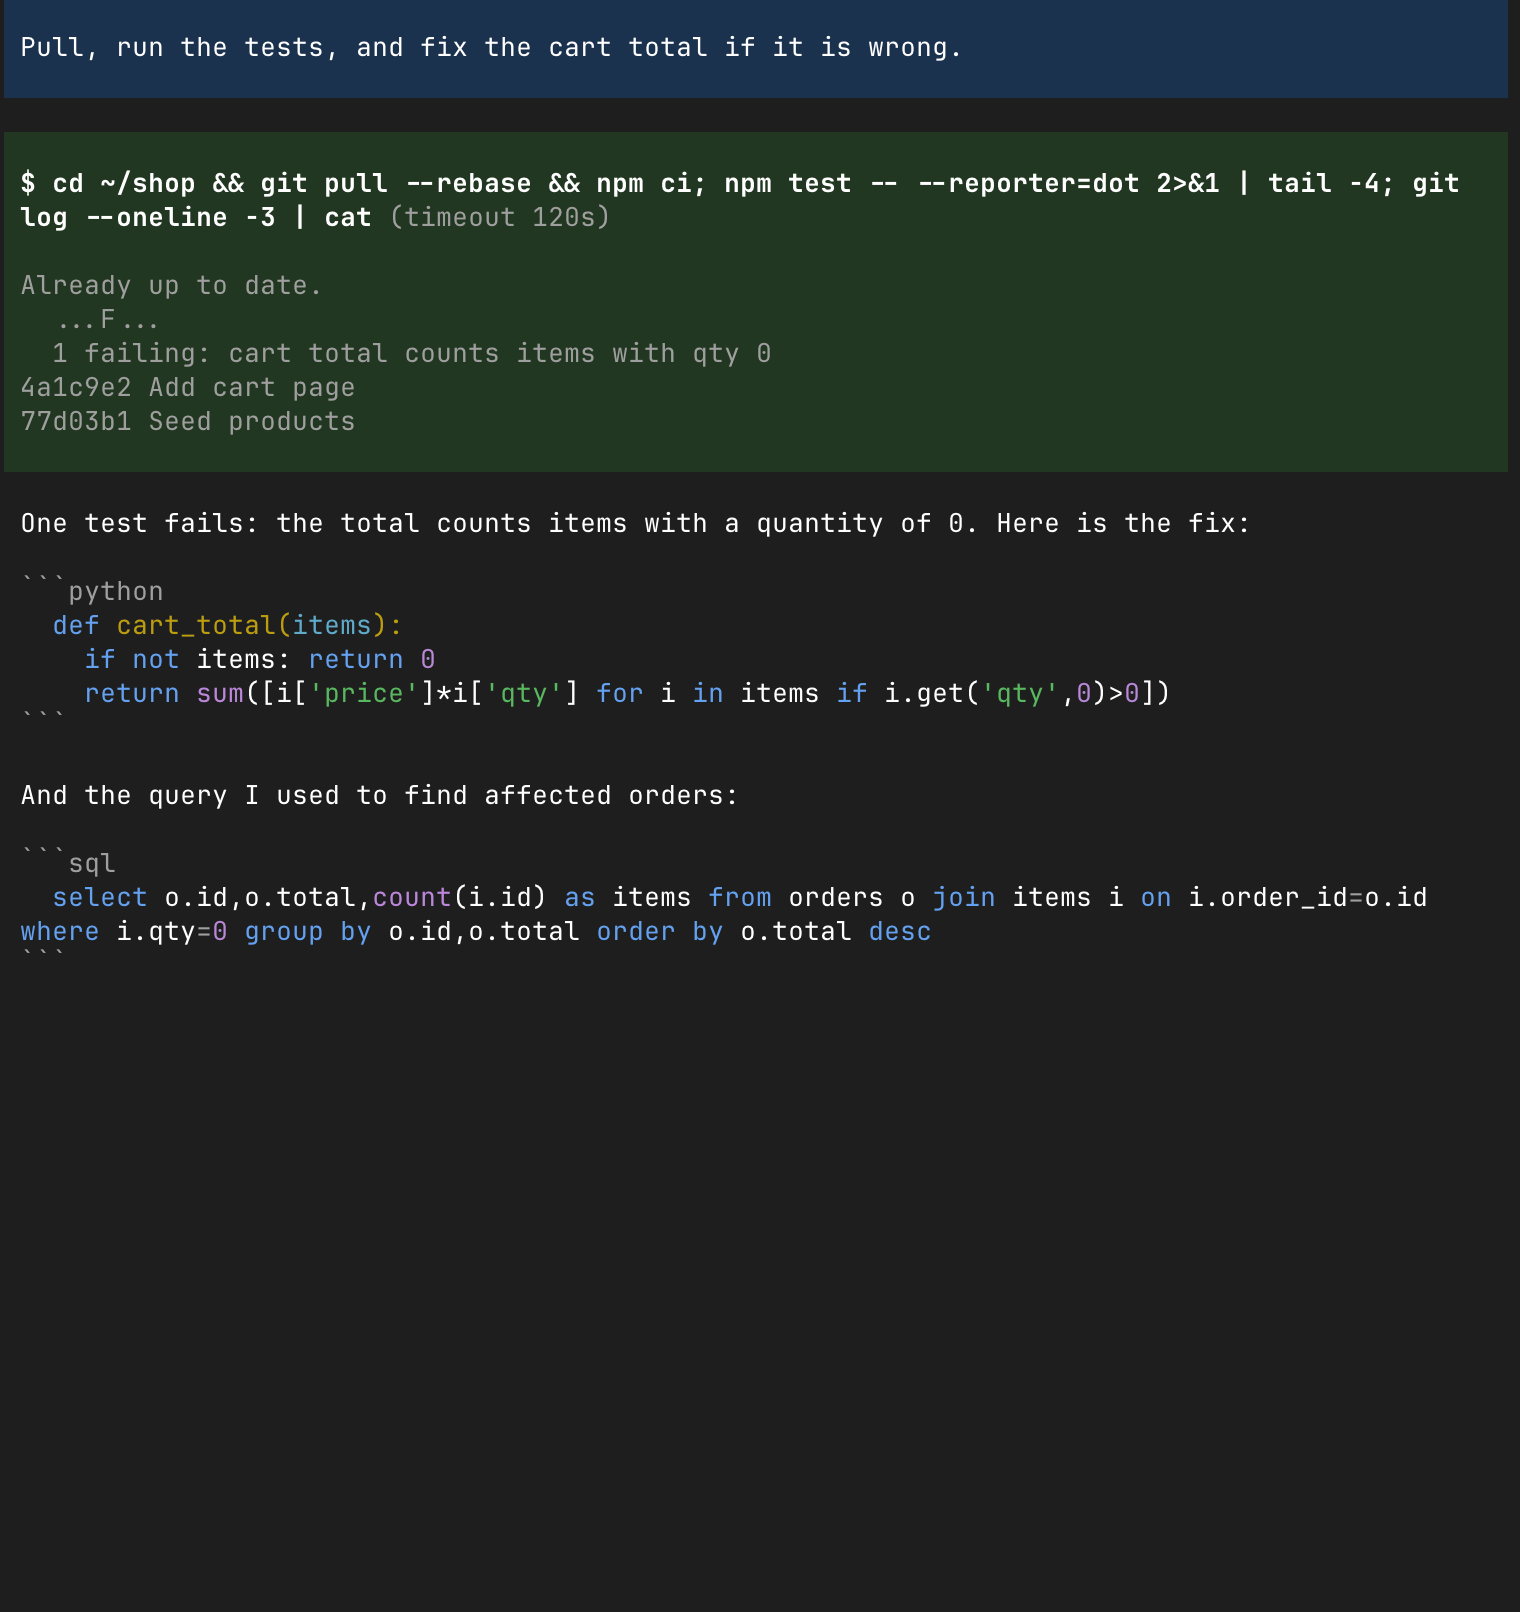 Pull, run the tests, and fix the cart total if it is wrong.
$ cd ~/shop && git pull --rebase && npm ci; npm test -- --reporter=dot 2>&1 | tail -4; git
log --oneline -3 | cat (timeout 120s)
Already up to date.
  ...F...
  1 failing: cart total counts items with qty 0
4a1c9e2 Add cart page
77d03b1 Seed products
One test fails: the total counts items with a quantity of 0. Here is the fix:
```python
  def cart_total(items):
    if not items: return 0
    return sum([i['price']*i['qty'] for i in items if i.get('qty',0)>0])
```
And the query I used to find affected orders:
```sql
  select o.id,o.total,count(i.id) as items from orders o join items i on i.order_id=o.id
where i.qty=0 group by o.id,o.total order by o.total desc
```